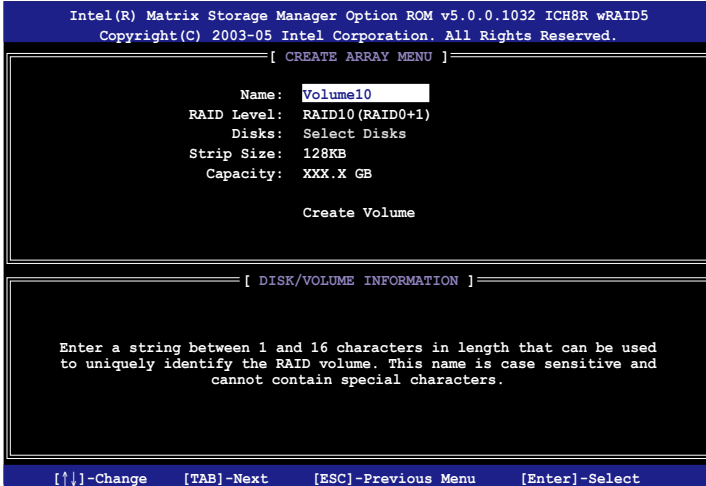 Intel(R) Matrix Storage Manager Option ROM v5.0.0.1032 ICH8R wRAID5
Copyright(C) 2003-05 Intel Corporation. All Rights Reserved.
[ CREATE ARRAY MENU ]
Name: Volume10
RAID Level: RAID10(RAID0+1)
Disks: Select Disks
Strip Size: 128KB
Capacity: XXX.X GB
Create Volume
[ DISK/VOLUME INFORMATION ]
Enter a string between 1 and 16 characters in length that can be used
to uniquely identify the RAID volume. This name is case sensitive and
cannot contain special characters.
[↑↓]-Change [TAB]-Next [ESC]-Previous Menu [Enter]-Select